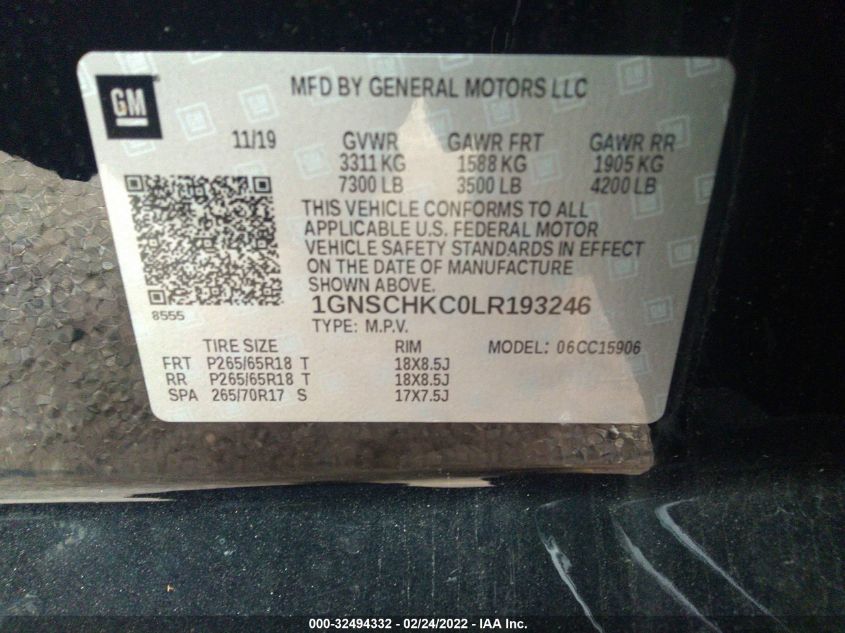 GM
MFD BY GENERAL MOTORS LLC
11/19 GVWR GAWR FRT GAWR RR
3311 KG 1588 KG 1905 KG
7300 LB 3500 LB 4200 LB
THIS VEHICLE CONFORMS TO ALL
APPLICABLE U.S. FEDERAL MOTOR
VEHICLE SAFETY STANDARDS IN EFFECT
ON THE DATE OF MANUFACTURE
SHOWN ABOVE.
8555
1GNSCHKC0LR193246
TYPE: M.P.V.
TIRE SIZE RIM MODEL: 06CC15906
FRT P265/65R18 T 18X8.5J
RR P265/65R18 T 18X8.5J
SPA 265/70R17 S 17X7.5J
000-32494332 - 02/24/2022 - IAA Inc.